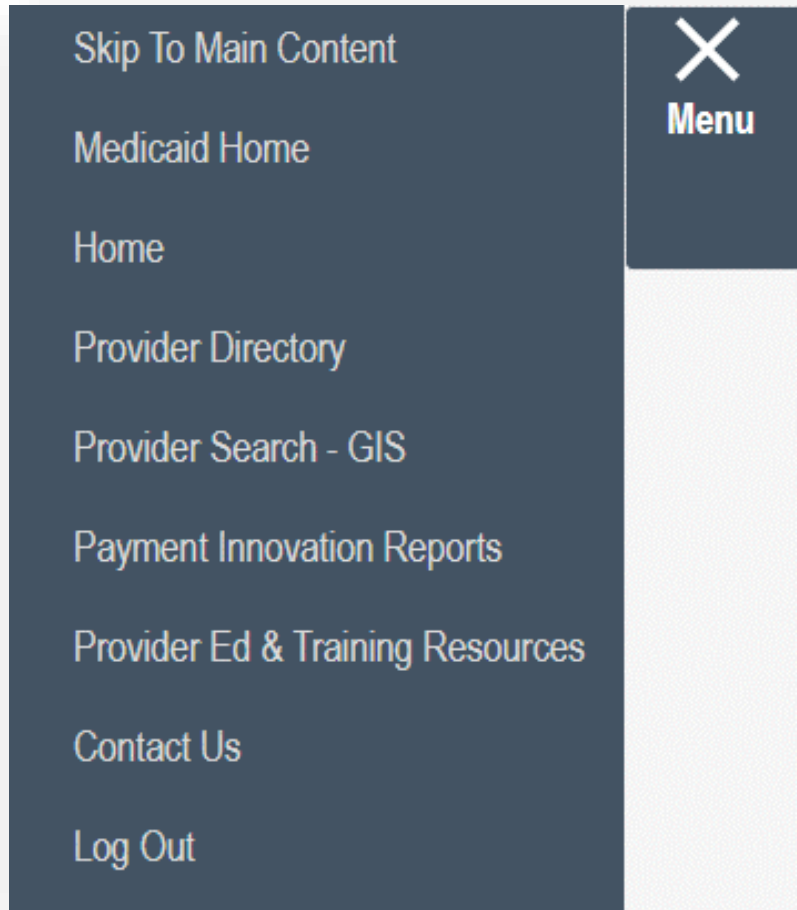 Skip To Main Content
Medicaid Home
Home
Provider Directory
Provider Search - GIS
Payment Innovation Reports
Provider Ed & Training Resources
Contact Us
Log Out
Menu